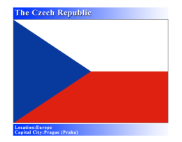 The Czech Republic
Location:Europe
Capital City:Prague (Praha)